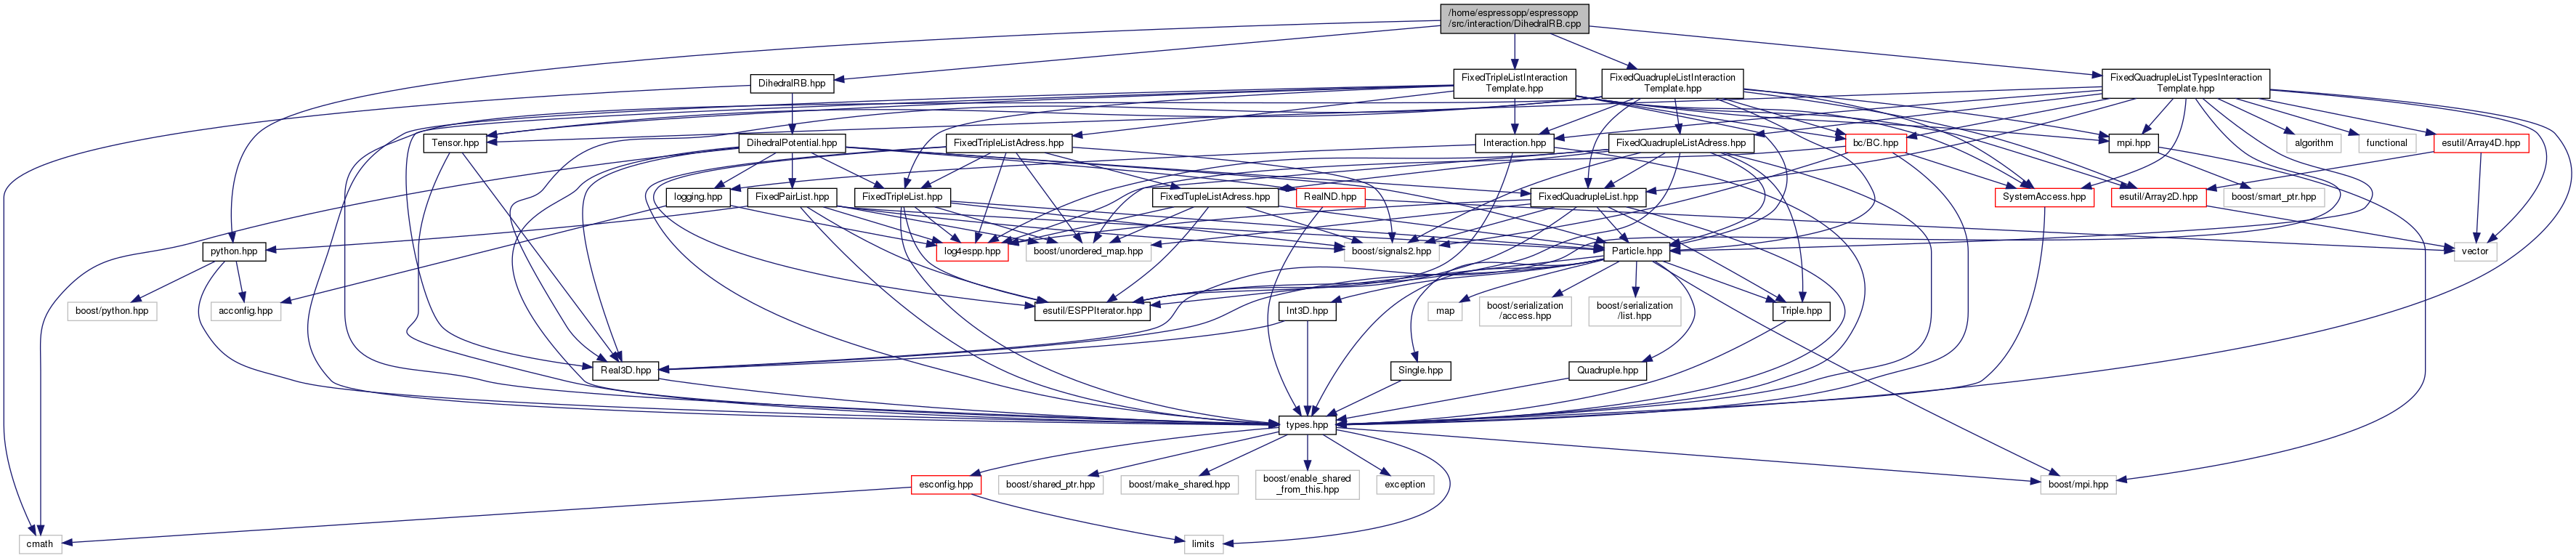 /home/espressopp/espressopp
/src/interaction/DihedralRB.cpp
DihedralRB.hpp
FixedTripleListInteraction
Template.hpp
FixedQuadrupleListInteraction
Template.hpp
FixedQuadrupleListTypesInteraction
Template.hpp
Tensor.hpp
DihedralPotential.hpp
FixedTripleListAdress.hpp
Interaction.hpp
FixedQuadrupleListAdress.hpp
bc/BC.hpp
mpi.hpp
algorithm
functional
esutil/Array4D.hpp
logging.hpp
FixedPairList.hpp
FixedTripleList.hpp
FixedTupleListAdress.hpp
RealND.hpp
FixedQuadrupleList.hpp
SystemAccess.hpp
esutil/Array2D.hpp
boost/smart_ptr.hpp
python.hpp
log4espp.hpp
boost/unordered_map.hpp
boost/signals2.hpp
Particle.hpp
vector
boost/python.hpp
acconfig.hpp
esutil/ESPPIterator.hpp
Int3D.hpp
map
boost/serialization
/access.hpp
boost/serialization
/list.hpp
Triple.hpp
Real3D.hpp
Single.hpp
Quadruple.hpp
types.hpp
esconfig.hpp
boost/shared_ptr.hpp
boost/make_shared.hpp
boost/enable_shared
_from_this.hpp
exception
boost/mpi.hpp
cmath
limits